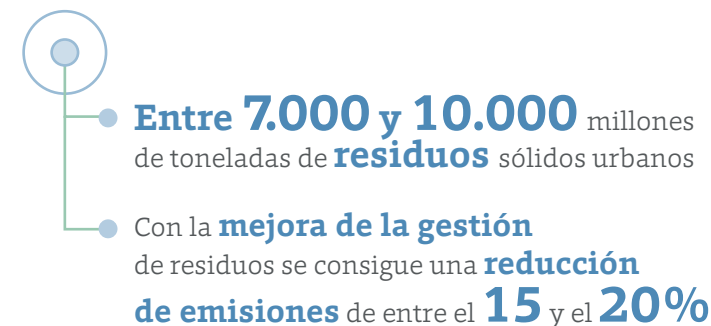 Entre 7.000 y 10.000 millones
de toneladas de residuos sólidos urbanos
Con la mejora de la gestión
de residuos se consigue una reducción
de emisiones de entre el 15 y el 20%